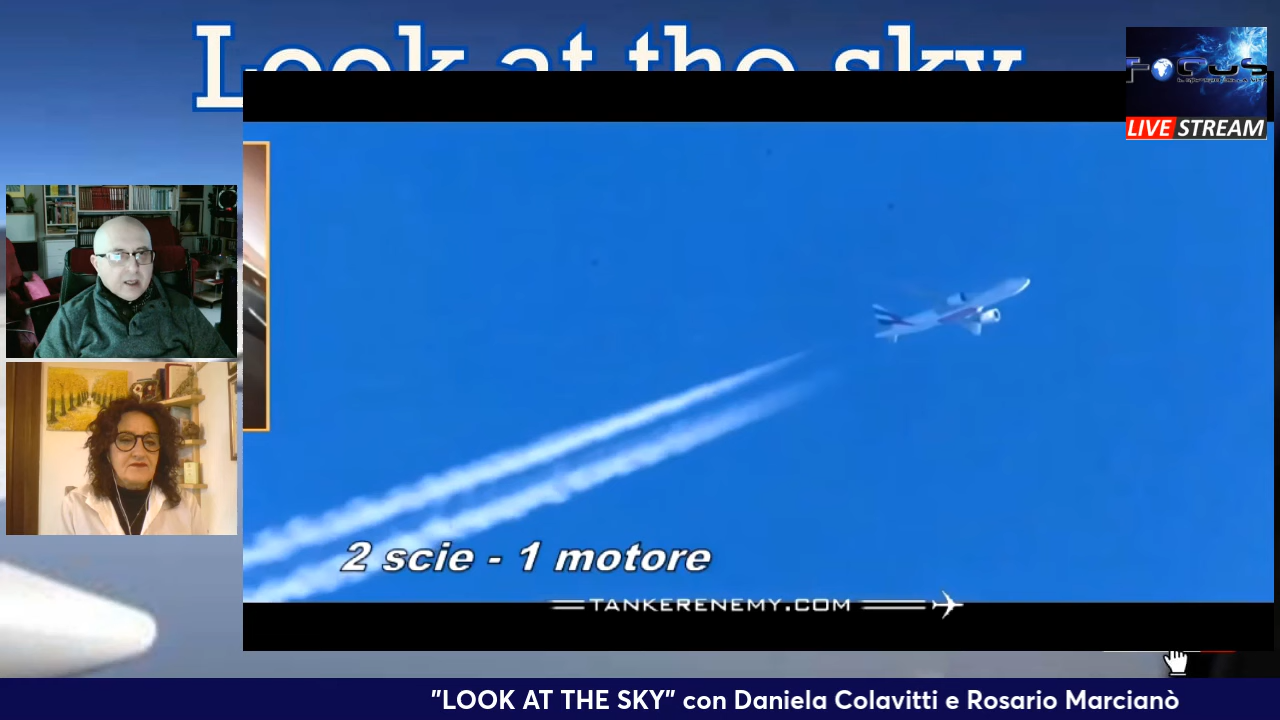 Look at the sky
FOCUS
LIVE STREAM
2 scie - 1 motore
TANKERENEMY.COM
"LOOK AT THE SKY" con Daniela Colavitti e Rosario Marcianò